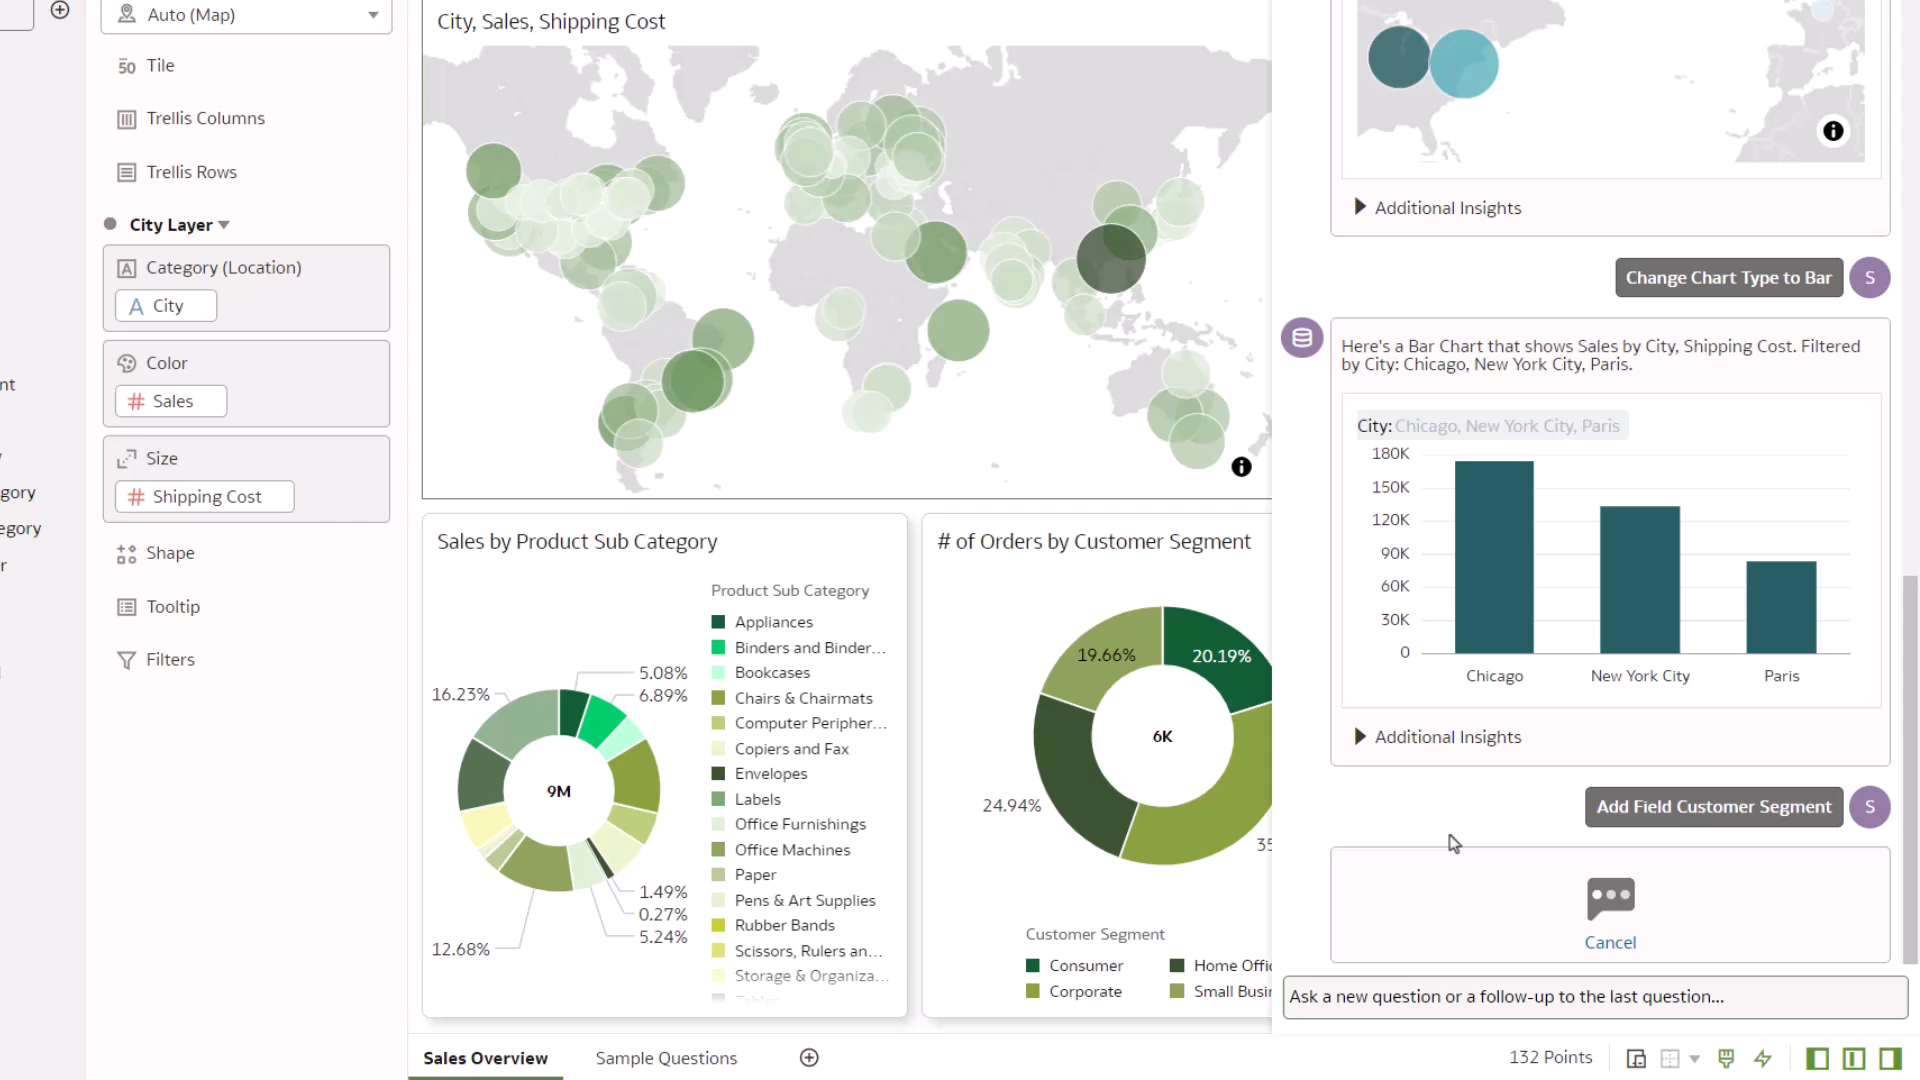 Auto (Map)
50 Tile
Trellis Columns
Trellis Rows
City Layer
A Category (Location)
A City
Color
# Sales
Size
# Shipping Cost
Shape
Tooltip
Filters
nt
gory
egory
r
City, Sales, Shipping Cost
Sales by Product Sub Category
Product Sub Category
Appliances
Binders and Binder...
Bookcases
Chairs & Chairmats
Computer Peripher...
Copiers and Fax
Envelopes
Labels
Office Furnishings
Office Machines
Paper
Pens & Art Supplies
Rubber Bands
Scissors, Rulers an...
Storage & Organiza...
5.08%
6.89%
16.23%
9M
1.49%
0.27%
5.24%
12.68%
# of Orders by Customer Segment
19.66%
20.19%
6K
24.94%
35
Customer Segment
Consumer
Home Offi
Corporate
Small Busi
Additional Insights
Change Chart Type to Bar
S
Here's a Bar Chart that shows Sales by City, Shipping Cost. Filtered
by City: Chicago, New York City, Paris.
City: Chicago, New York City, Paris
180K
150K
120K
90K
60K
30K
0
Chicago
New York City
Paris
Additional Insights
Add Field Customer Segment
S
Cancel
Ask a new question or a follow-up to the last question...
Sales Overview
Sample Questions
132 Points